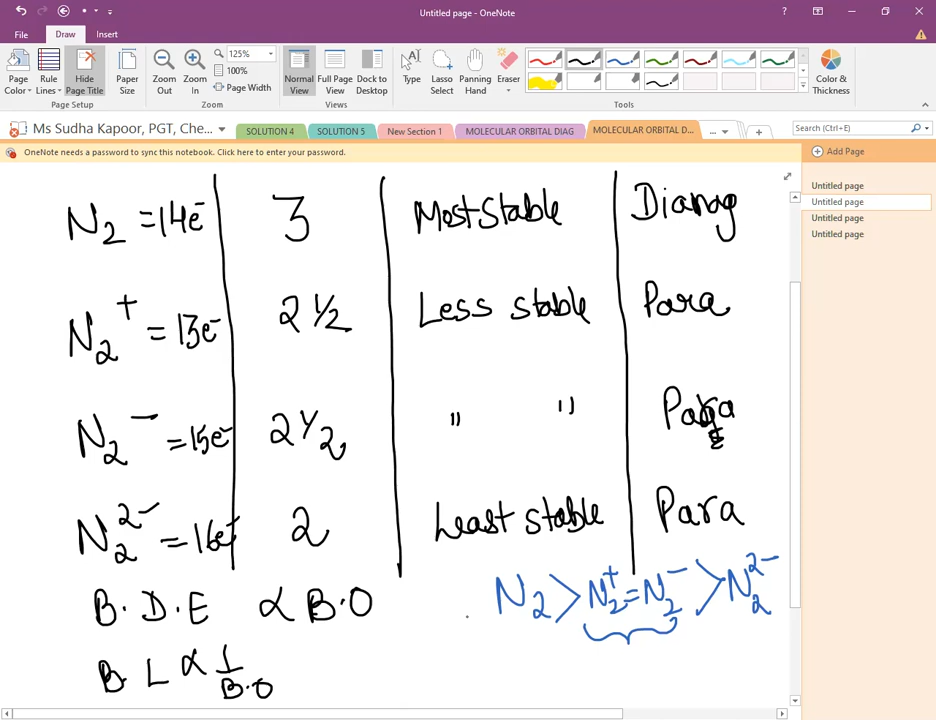 Untitled page - OneNote
File Draw Insert
Page Color Rule Lines Hide Page Title Paper Size Zoom Out Zoom In 125% 100% Page Width Normal View Full Page View Dock to Desktop Type Lasso Select Panning Hand Eraser Color & Thickness
Page Setup Zoom Views Tools
Ms Sudha Kapoor, PGT, Che... SOLUTION 4 SOLUTION 5 New Section 1 MOLECULAR ORBITAL DIAG MOLECULAR ORBITAL D... ... Search (Ctrl+E)
OneNote needs a password to sync this notebook. Click here to enter your password.
Add Page
Untitled page
Untitled page
Untitled page
Untitled page
N₂ = 14e⁻ 3 Most Stable Diamag
N₂⁺ = 13e⁻ 2 1/2 Less stable Para
N₂⁻ = 15e⁻ 2 1/2 " " Para
N₂²⁻ = 16e⁻ 2 Least stable Para
B.D.E ∝ B.O N₂ > N₂⁺ = N₂⁻ > N₂²⁻
B.L ∝ 1/B.O